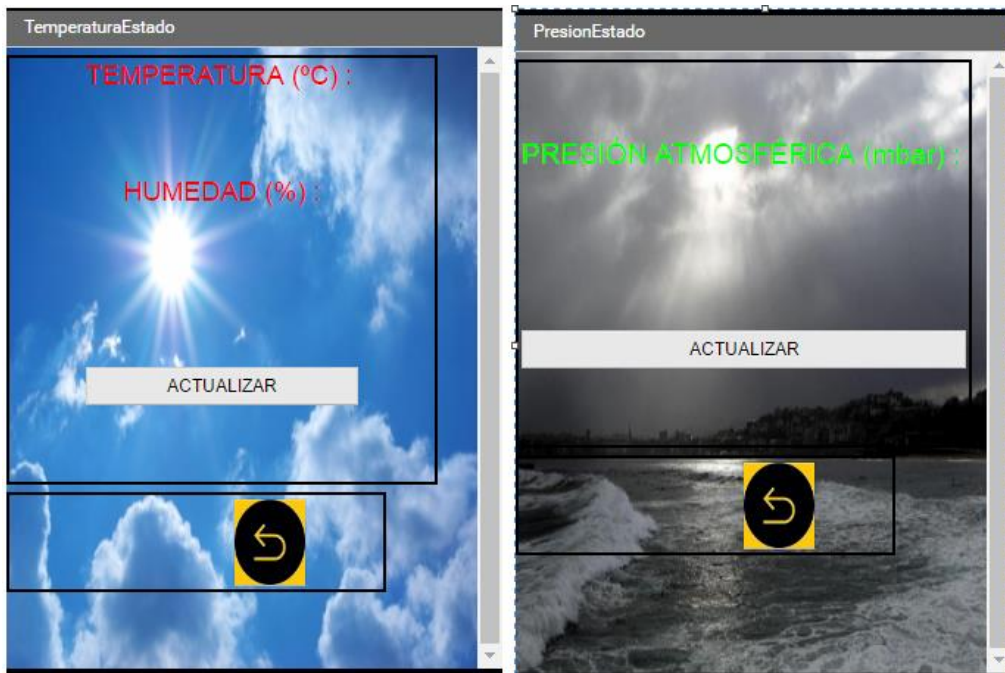 TemperaturaEstado
TEMPERATURA (ºC) :
HUMEDAD (%) :
ACTUALIZAR
PresionEstado
PRESIÓN ATMOSFÉRICA (mbar) :
ACTUALIZAR